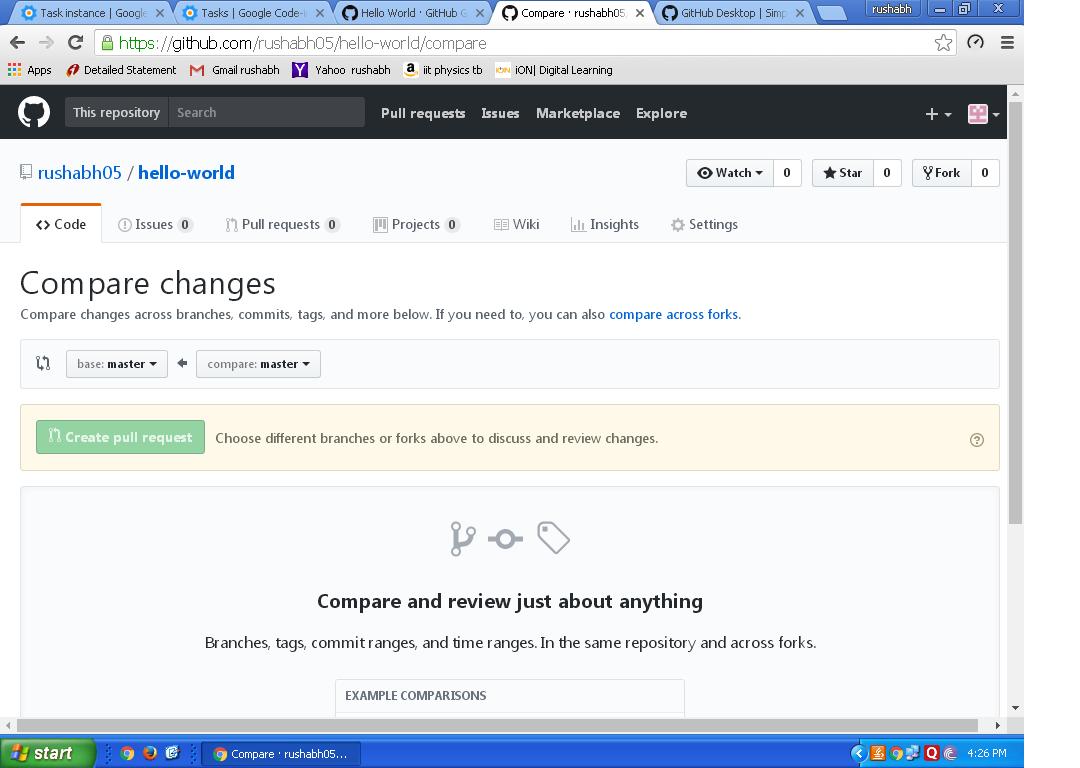 Task instance | Google
Tasks | Google Code-i
Hello World · GitHub G
Compare · rushabh05,
GitHub Desktop | Simp
rushabh
https://github.com/rushabh05/hello-world/compare
Apps
Detailed Statement
Gmail rushabh
Yahoo rushabh
iit physics tb
iON| Digital Learning
This repository
Search
Pull requests
Issues
Marketplace
Explore
rushabh05 / hello-world
Watch 0
Star 0
Fork 0
Code
Issues 0
Pull requests 0
Projects 0
Wiki
Insights
Settings
Compare changes
Compare changes across branches, commits, tags, and more below. If you need to, you can also compare across forks.
base: master
compare: master
Create pull request
Choose different branches or forks above to discuss and review changes.
Compare and review just about anything
Branches, tags, commit ranges, and time ranges. In the same repository and across forks.
EXAMPLE COMPARISONS
start
Compare · rushabh05...
4:26 PM